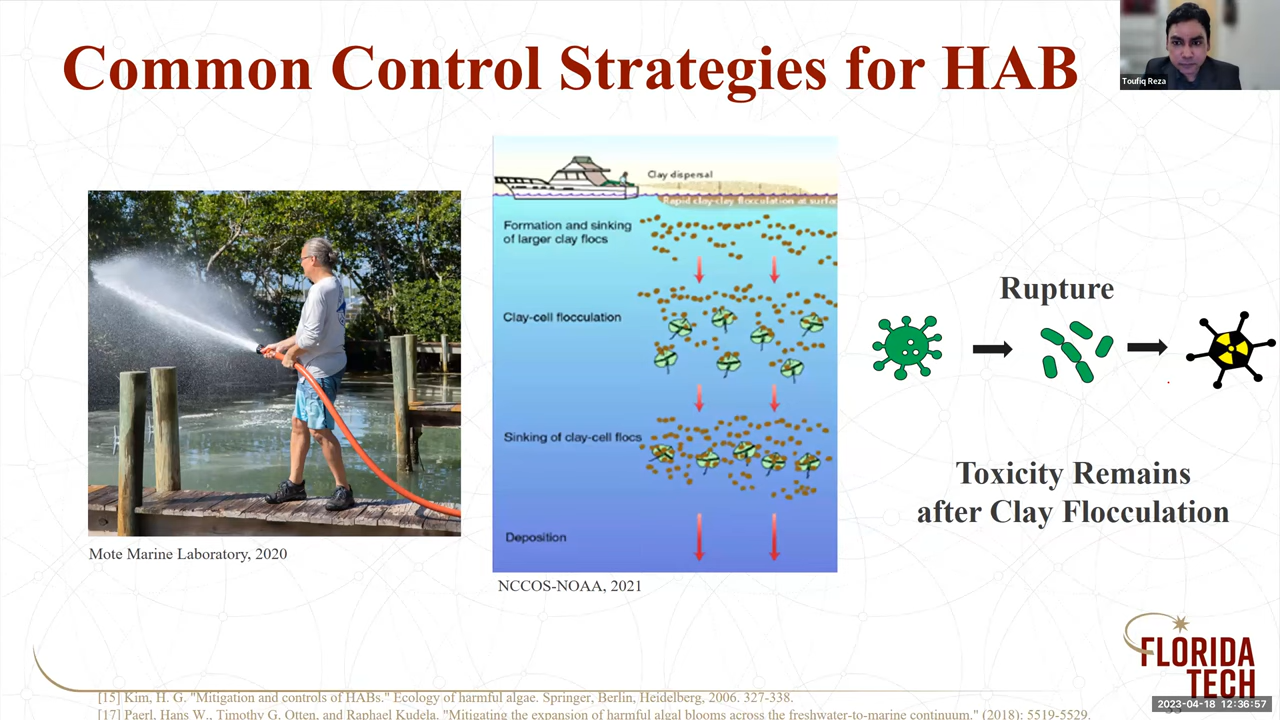 Common Control Strategies for HAB
Toufiq Reza
Clay dispersal
Rapid clay-clay flocculation at surfa
Formation and sinking
of larger clay flocs
Clay-cell flocculation
Sinking of clay-cell flocs
Deposition
Mote Marine Laboratory, 2020
NCCOS-NOAA, 2021
Rupture
Toxicity Remains
after Clay Flocculation
FLORIDA
TECH
[15] Kim, H. G. "Mitigation and controls of HABs." Ecology of harmful algae. Springer, Berlin, Heidelberg, 2006. 327-338.
[17] Paerl, Hans W., Timothy G. Otten, and Raphael Kudela. "Mitigating the expansion of harmful algal blooms across the freshwater-to-marine continuum." (2018): 5519-5529.
2023-04-18 12:36:57